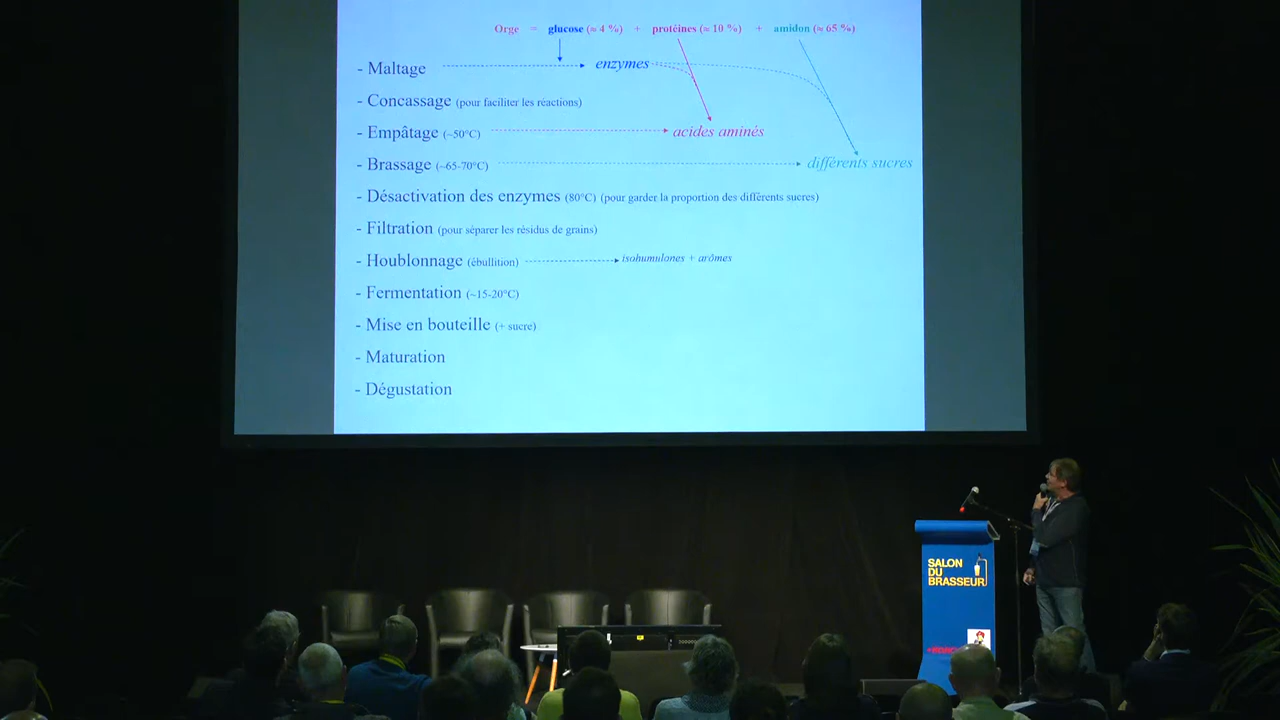 Orge = glucose (≈ 4 %) + protéines (≈ 10 %) + amidon (≈ 65 %)
- Maltage enzymes
- Concassage (pour faciliter les réactions)
- Empâtage (~50°C) acides aminés
- Brassage (~65-70°C) différents sucres
- Désactivation des enzymes (80°C) (pour garder la proportion des différents sucres)
- Filtration (pour séparer les résidus de grains)
- Houblonnage (ébullition) isohumulones + arômes
- Fermentation (~15-20°C)
- Mise en bouteille (+ sucre)
- Maturation
- Dégustation
SALON
DU
BRASSEUR